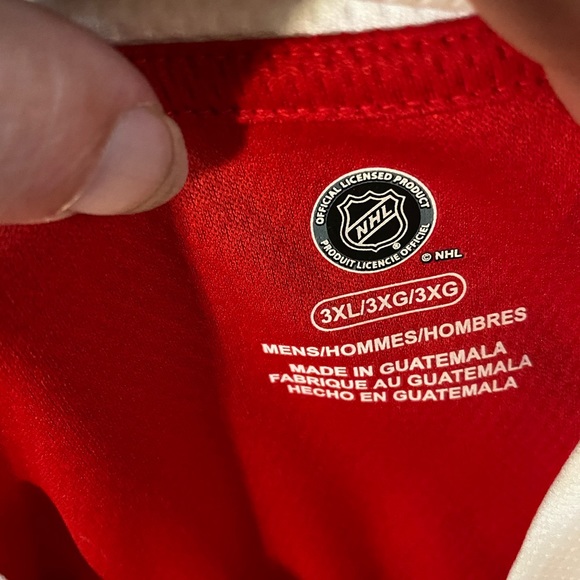 OFFICIAL LICENSED PRODUCT
NHL
®
PRODUIT LICENCIE OFFICIEL
© NHL
3XL/3XG/3XG
MENS/HOMMES/HOMBRES
MADE IN GUATEMALA
FABRIQUE AU GUATEMALA
HECHO EN GUATEMALA